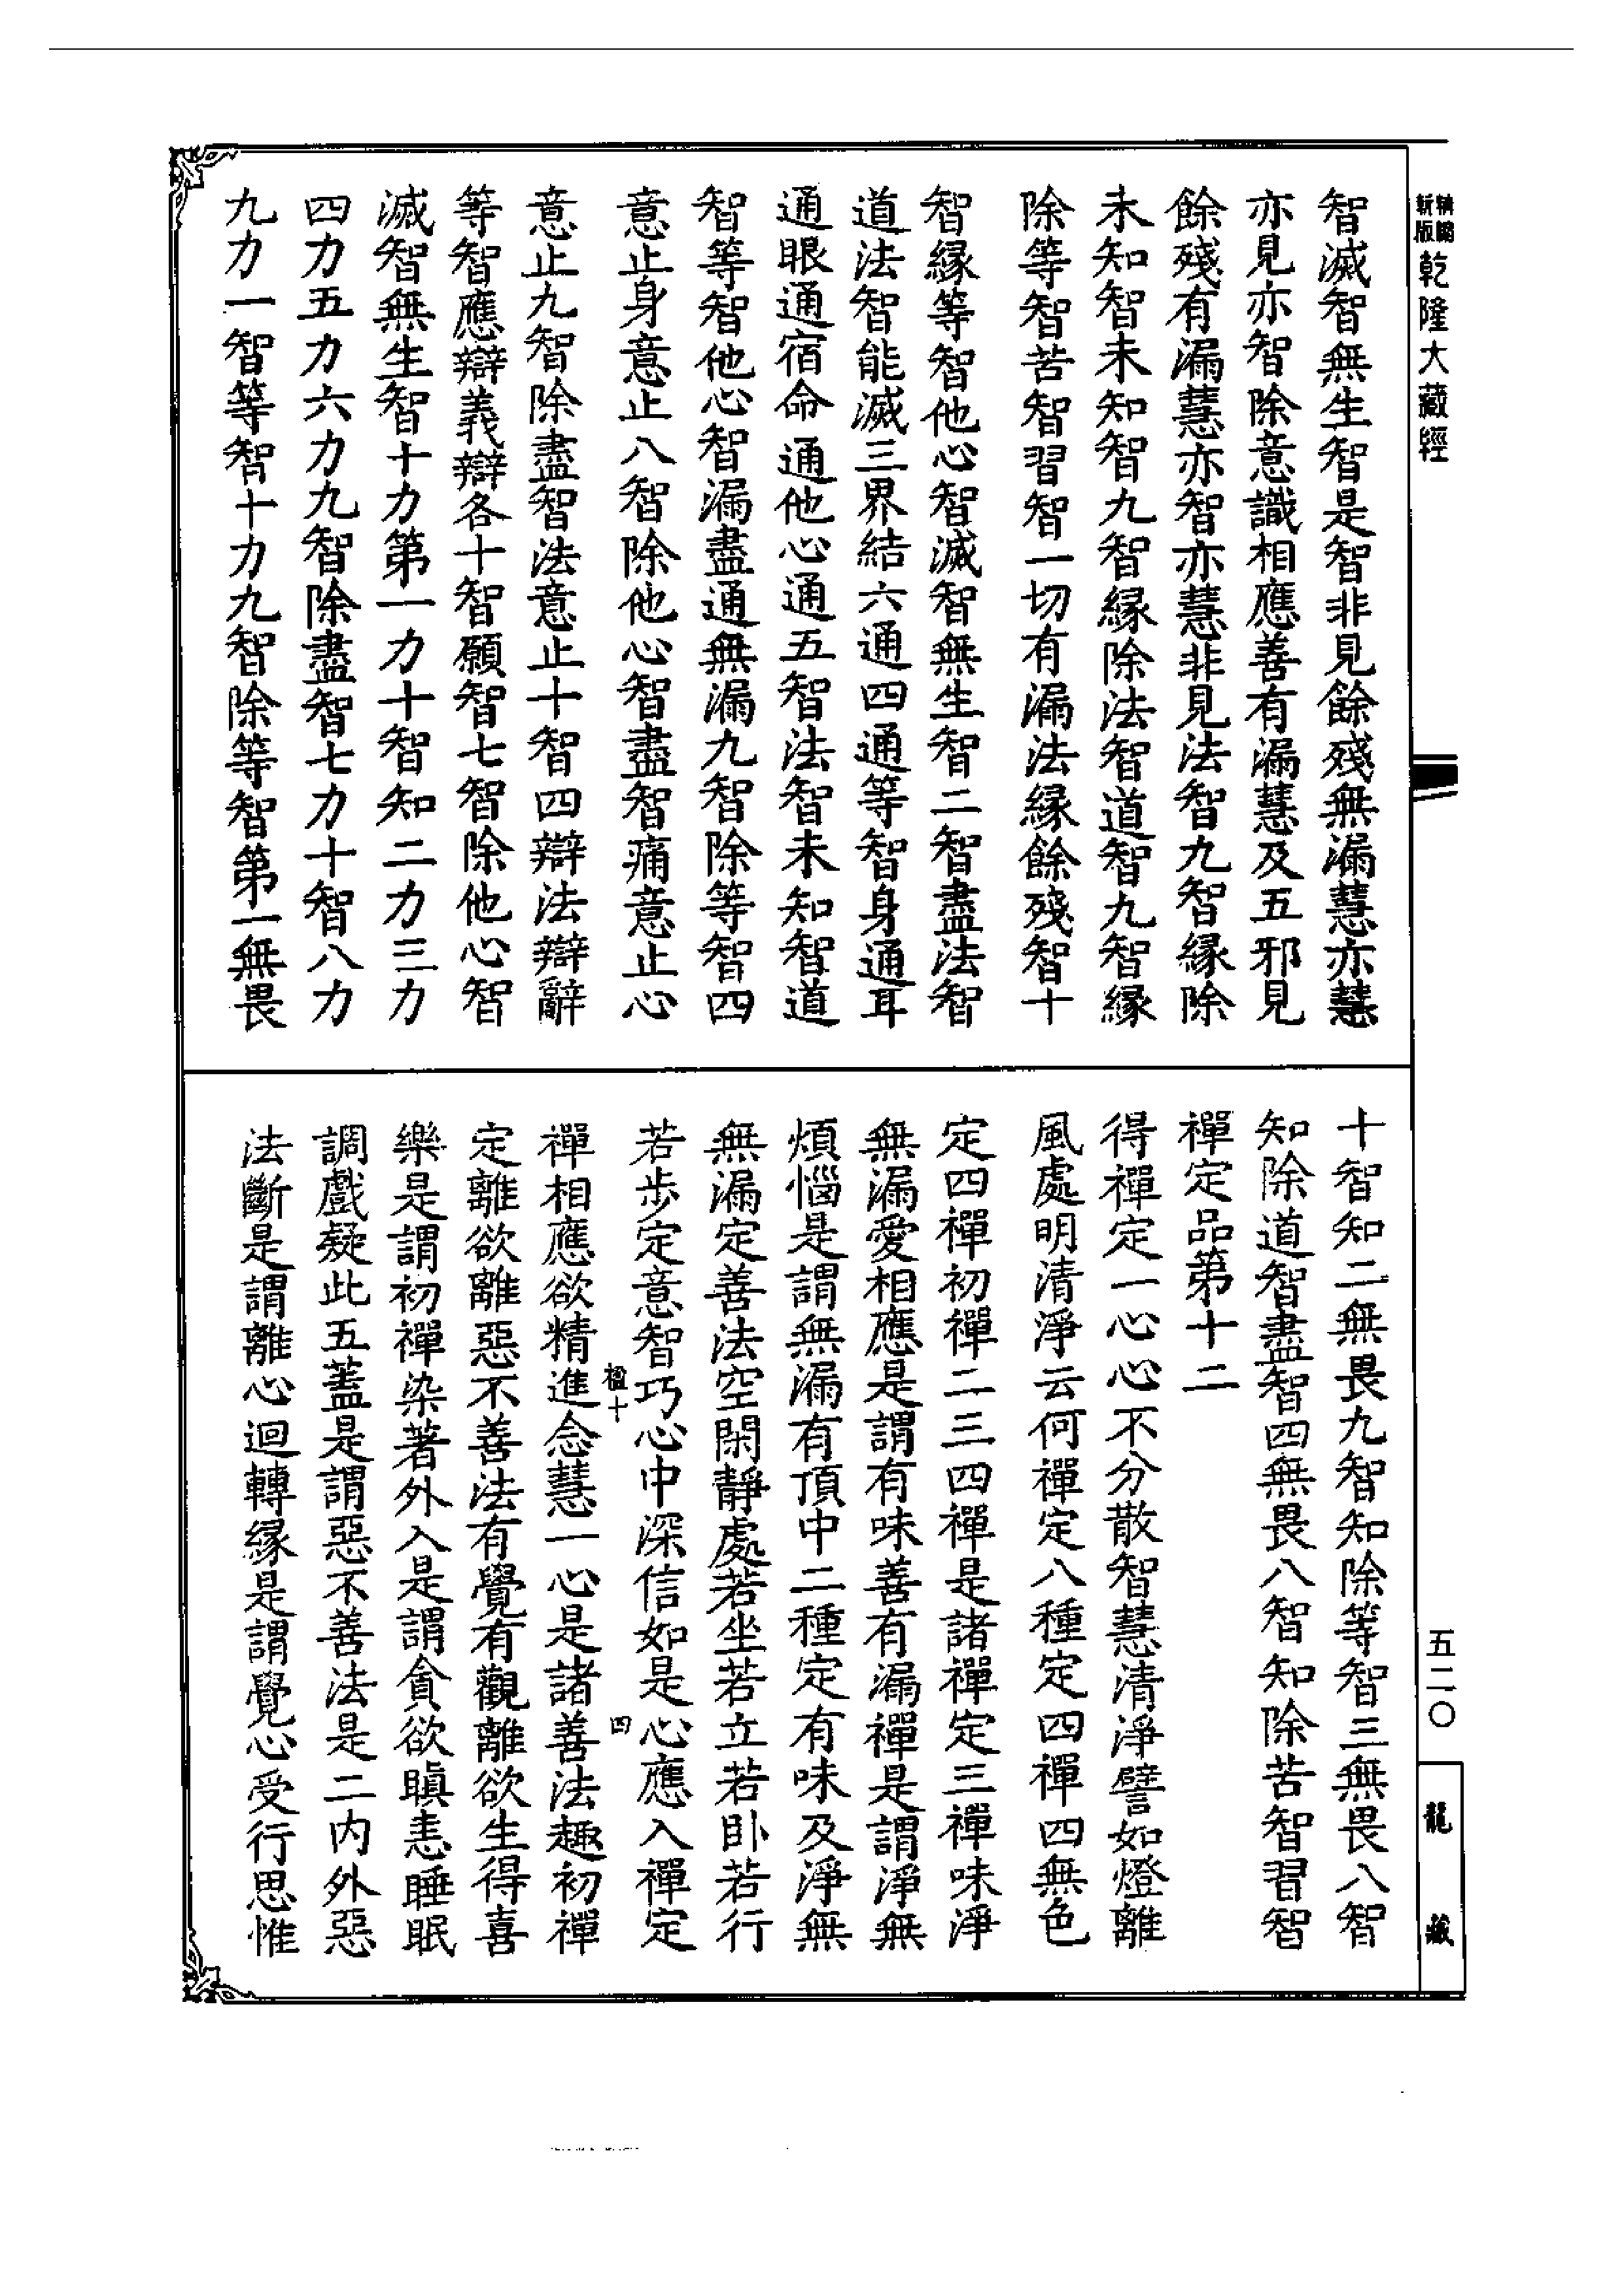 新版
精縮
乾隆大藏經
智滅智無生智是智非見餘殘無漏慧亦慧
亦見亦智除意識相應善有漏慧及五邪見
餘殘有漏慧亦智亦慧非見法智九智緣除
未知智未知智九智緣除法智道智九智緣
除等智苦智習智一切有漏法緣餘殘智十
智緣等智他心智滅智無生智二智盡法智
道法智能滅三界結六通四通等智身通耳
通眼通宿命通他心通五智法智未知智道
智等智他心智漏盡通無漏九智除等智四
意止身意止八智除他心智盡智痛意止心
意止九智除盡智法意止十智四辯法辯辭
等智應辯義辯各十智願智七智除他心智
滅智無生智十力第一力十智知二力三力
四力五力六力九智除盡智七力十智八力
九力一智等智十力九智除等智第一無畏
十智知二無畏九智知除等智三無畏八智
知除道智盡智四無畏八智知除苦智習智
禪定品第十二
得禪定一心心不分散智慧清淨譬如燈離
風處明清淨云何禪定八種定四禪四無色
定四禪初禪二三四禪是諸禪定三禪味淨
無漏愛相應是謂有味善有漏禪是謂淨無
煩惱是謂無漏有頂中二種定有味及淨無
無漏定善法空閑靜處若坐若立若臥若行
若步定意智巧心中深信如是心應入禪定
楹十
四
禪相應欲精進念慧一心是諸善法趣初禪
定離欲離惡不善法有覺有觀離欲生得喜
樂是謂初禪染著外入是謂貪欲瞋恚睡眠
調戲疑此五蓋是謂惡不善法是二內外惡
法斷是謂離心迴轉緣是謂覺心受行思惟
五二〇
龍藏